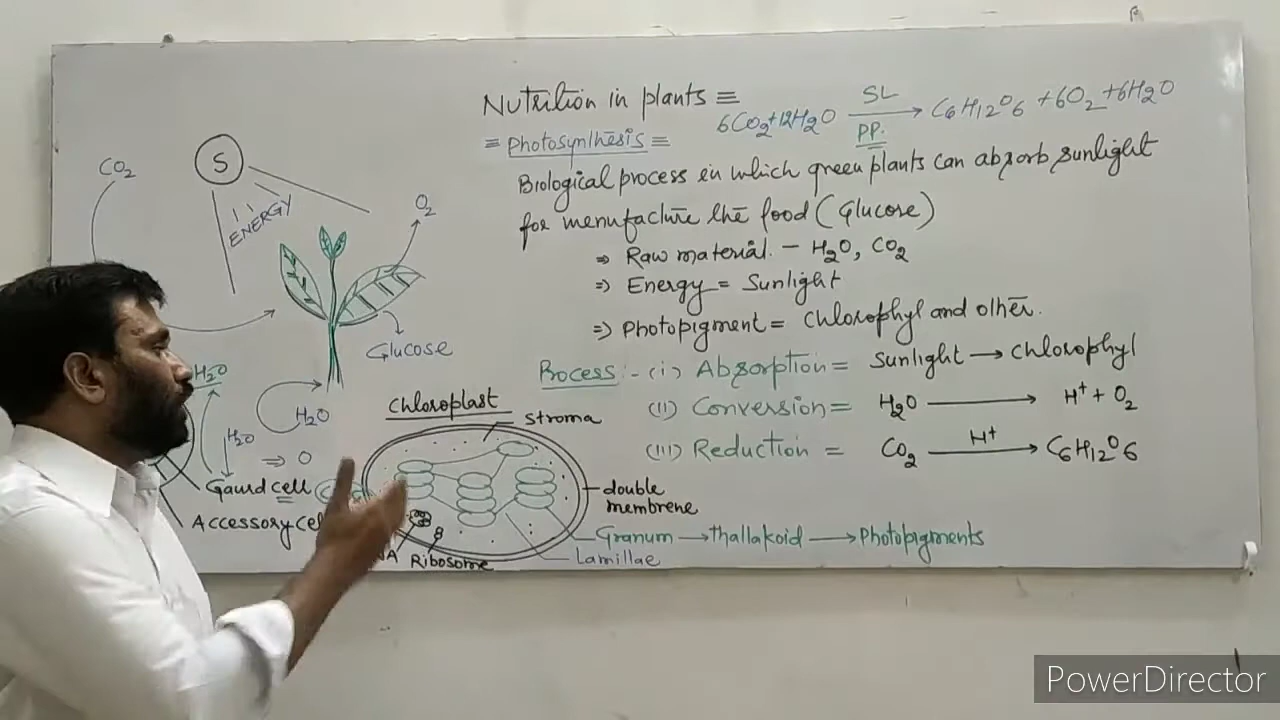 Nutrition in plants ≡
6CO2+12H2O SL PP. → C6H12O6 +6O2+6H2O
= Photosynthēsis =
Biological process in which green plants can absorb sunlight
for menufacture the food (Glucose)
⇒ Raw material. – H2O, CO2
⇒ Energy = Sunlight
⇒ Photopigment = Chlorophyl and other.
Process:- (i) Absorption = Sunlight → Chlorophyl
(ii) Conversion = H2O → H+ + O2
(iii) Reduction = CO2 H+ → C6H12O6
CO2
S
ENERGY
O2
Glucose
H2O
H2O
H2O
⇒ O
Gaurd cell
Accessory
Chloroplast
Stroma
double
membrene
Granum → Thallakoid → Photopigments
Lamillae
Ribosome
PowerDirector